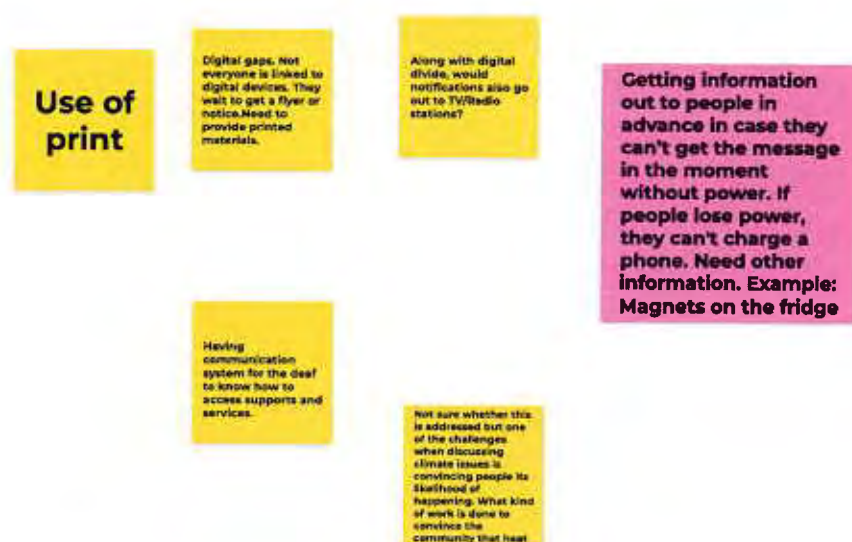 Use of
print
Digital gaps. Not
everyone is linked to
digital devices. They
wait to get a flyer or
notice.Need to
provide printed
materials.
Along with digital
divide, would
notifications also go
out to TV/Radio
stations?
Getting information
out to people in
advance in case they
can't get the message
in the moment
without power. If
people lose power,
they can't charge a
phone. Need other
information. Example:
Magnets on the fridge
Having
communication
system for the deaf
to know how to
access supports and
services.
Not sure whether this
is addressed but one
of the challenges
when discussing
climate issues is
convincing people its
likelihood of
happening. What kind
of work is done to
convince the
community that heat